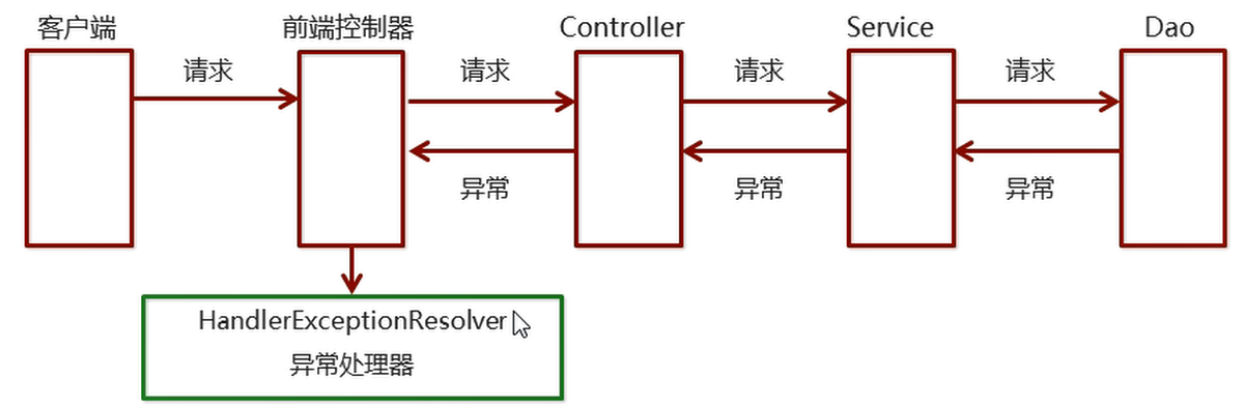 客户端
前端控制器
Controller
Service
Dao
请求
请求
请求
请求
异常
异常
异常
HandlerExceptionResolver
异常处理器